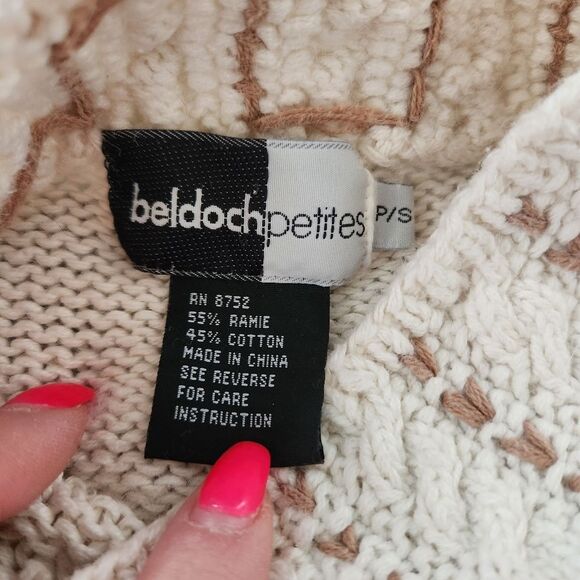 beldochpetites
P/S
RN 8752
55% RAMIE
45% COTTON
MADE IN CHINA
SEE REVERSE
FOR CARE
INSTRUCTION